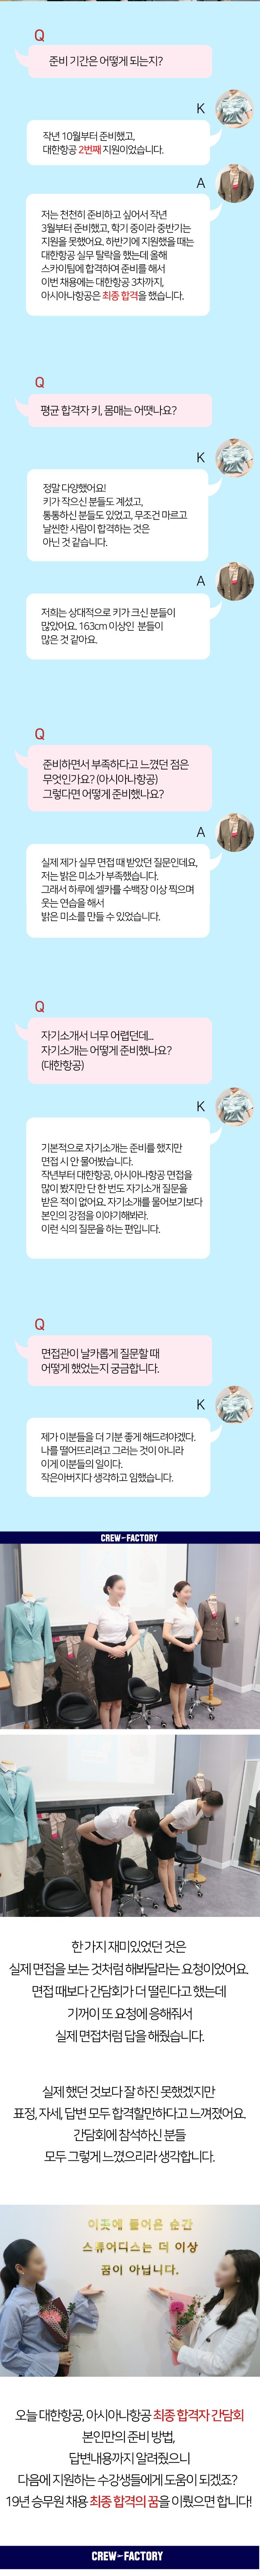 Q
준비 기간은 어떻게 되는지?
K
작년 10월부터 준비했고,
대한항공 2번째 지원이었습니다.
A
저는 천천히 준비하고 싶어서 작년
3월부터 준비했고, 학기 중이라 중반기는
지원을 못했어요. 하반기에 지원했을 때는
대한항공 실무 탈락을 했는데 올해
스카이팀에 합격하여 준비를 해서
이번 채용에는 대한항공 3차까지,
아시아나항공은 최종 합격을 했습니다.
Q
평균 합격자 키, 몸매는 어땟나요?
K
정말 다양했어요!
키가 작으신 분들도 계셨고,
통통하신 분들도 있었고, 무조건 마르고
날씬한 사람이 합격하는 것은
아닌 것 같습니다.
A
저희는 상대적으로 키가 크신 분들이
많았어요. 163cm 이상인 분들이
많은 것 같아요.
Q
준비하면서 부족하다고 느꼈던 점은
무엇인가요? (아시아나항공)
그렇다면 어떻게 준비했나요?
A
실제 제가 실무 면접 때 받았던 질문인데요,
저는 밝은 미소가 부족했습니다.
그래서 하루에 셀카를 수백장 이상 찍으며
웃는 연습을 해서
밝은 미소를 만들 수 있었습니다.
Q
자기소개서 너무 어렵던데...
자기소개는 어떻게 준비했나요?
(대한항공)
K
기본적으로 자기소개는 준비를 했지만
면접 시 안 물어봤습니다.
작년부터 대한항공, 아시아나항공 면접을
많이 봤지만 단 한 번도 자기소개 질문을
받은 적이 없어요. 자기소개를 물어보기보다
본인의 강점을 이야기해봐라.
이런 식의 질문을 하는 편입니다.
Q
면접관이 날카롭게 질문할 때
어떻게 했었는지 궁금합니다.
K
제가 이분들을 더 기분 좋게 해드려야겠다.
나를 떨어뜨리려고 그러는 것이 아니라
이게 이분들의 일이다.
작은아버지다 생각하고 임했습니다.
CREW FACTORY
한 가지 재미있었던 것은
실제 면접을 보는 것처럼 해봐달라는 요청이었어요.
면접 때보다 간담회가 더 떨린다고 했는데
기꺼이 또 요청에 응해줘서
실제 면접처럼 답을 해줬습니다.
실제 했던 것보다 잘 하진 못했겠지만
표정, 자세, 답변 모두 합격할만하다고 느껴졌어요.
간담회에 참석하신 분들
모두 그렇게 느꼈으리라 생각합니다.
이곳에 들어온 순간
스튜어디스는 더 이상
꿈이 아닙니다.
오늘 대한항공, 아시아나항공 최종 합격자 간담회
본인만의 준비 방법,
답변내용까지 알려줬으니
다음에 지원하는 수강생들에게 도움이 되겠죠?
19년 승무원 채용 최종 합격의 꿈을 이뤘으면 합니다!
CREW FACTORY